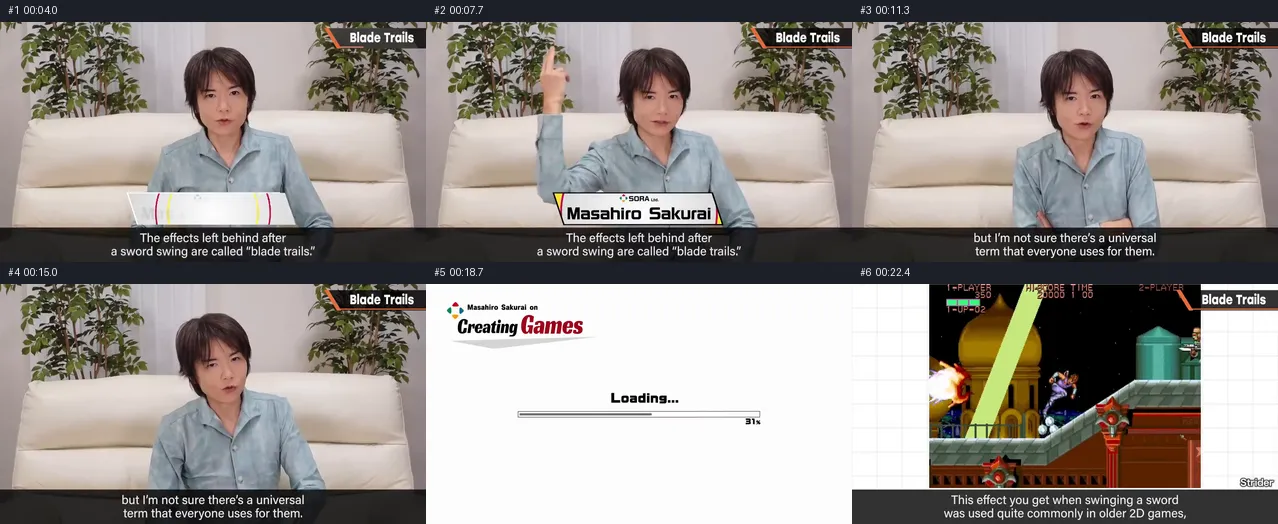 #1 00:04.0
Blade Trails
The effects left behind after
a sword swing are called “blade trails.”
#2 00:07.7
Blade Trails
SORA Ltd.
Masahiro Sakurai
The effects left behind after
a sword swing are called “blade trails.”
#3 00:11.3
Blade Trails
but I’m not sure there’s a universal
term that everyone uses for them.
#4 00:15.0
Blade Trails
but I’m not sure there’s a universal
term that everyone uses for them.
#5 00:18.7
Masahiro Sakurai on
Creating Games
Loading...
31%
#6 00:22.4
Blade Trails
1-PLAYER HI-SCORE TIME 2-PLAYER
350 20000 1 00
1-UP-02
Strider
This effect you get when swinging a sword
was used quite commonly in older 2D games,